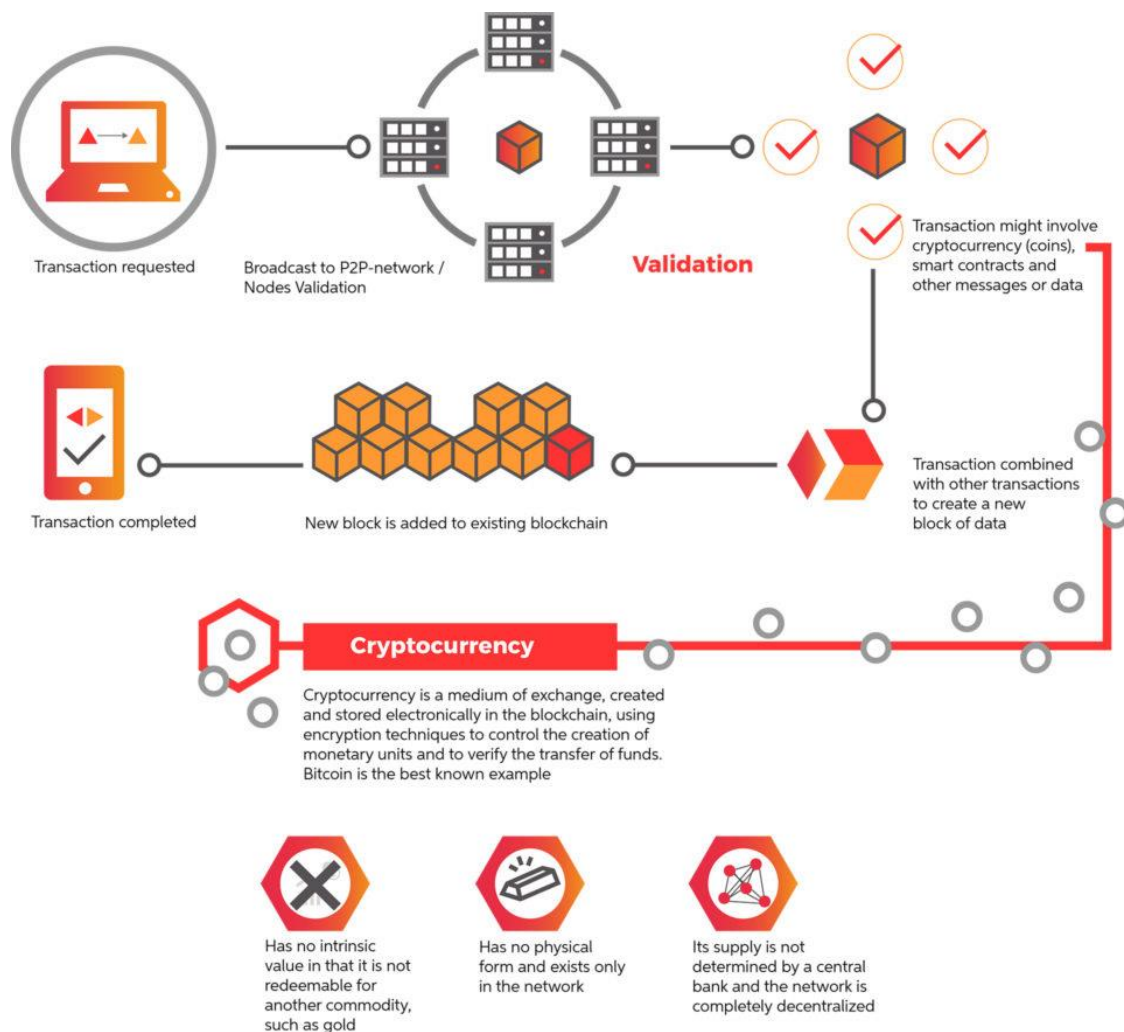 Transaction requested
Broadcast to P2P-network /
Nodes Validation
Validation
Transaction might involve
cryptocurrency (coins),
smart contracts and
other messages or data
Transaction combined
with other transactions
to create a new
block of data
New block is added to existing blockchain
Transaction completed
Cryptocurrency
Cryptocurrency is a medium of exchange, created
and stored electronically in the blockchain, using
encryption techniques to control the creation of
monetary units and to verify the transfer of funds.
Bitcoin is the best known example
Has no intrinsic
value in that it is not
redeemable for
another commodity,
such as gold
Has no physical
form and exists only
in the network
Its supply is not
determined by a central
bank and the network is
completely decentralized